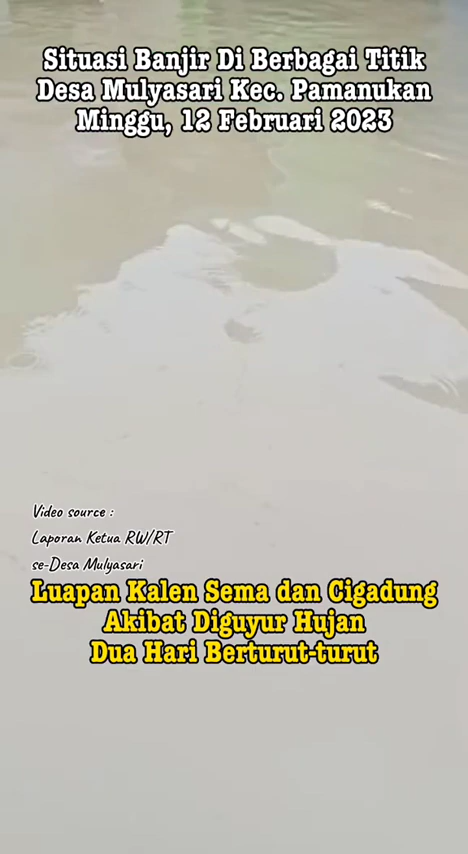 Situasi Banjir Di Berbagai Titik
Desa Mulyasari Kec. Pamanukan
Minggu, 12 Februari 2023
Video source :
Laporan Ketua RW/RT
se-Desa Mulyasari
Luapan Kalen Sema dan Cigadung
Akibat Diguyur Hujan
Dua Hari Berturut-turut